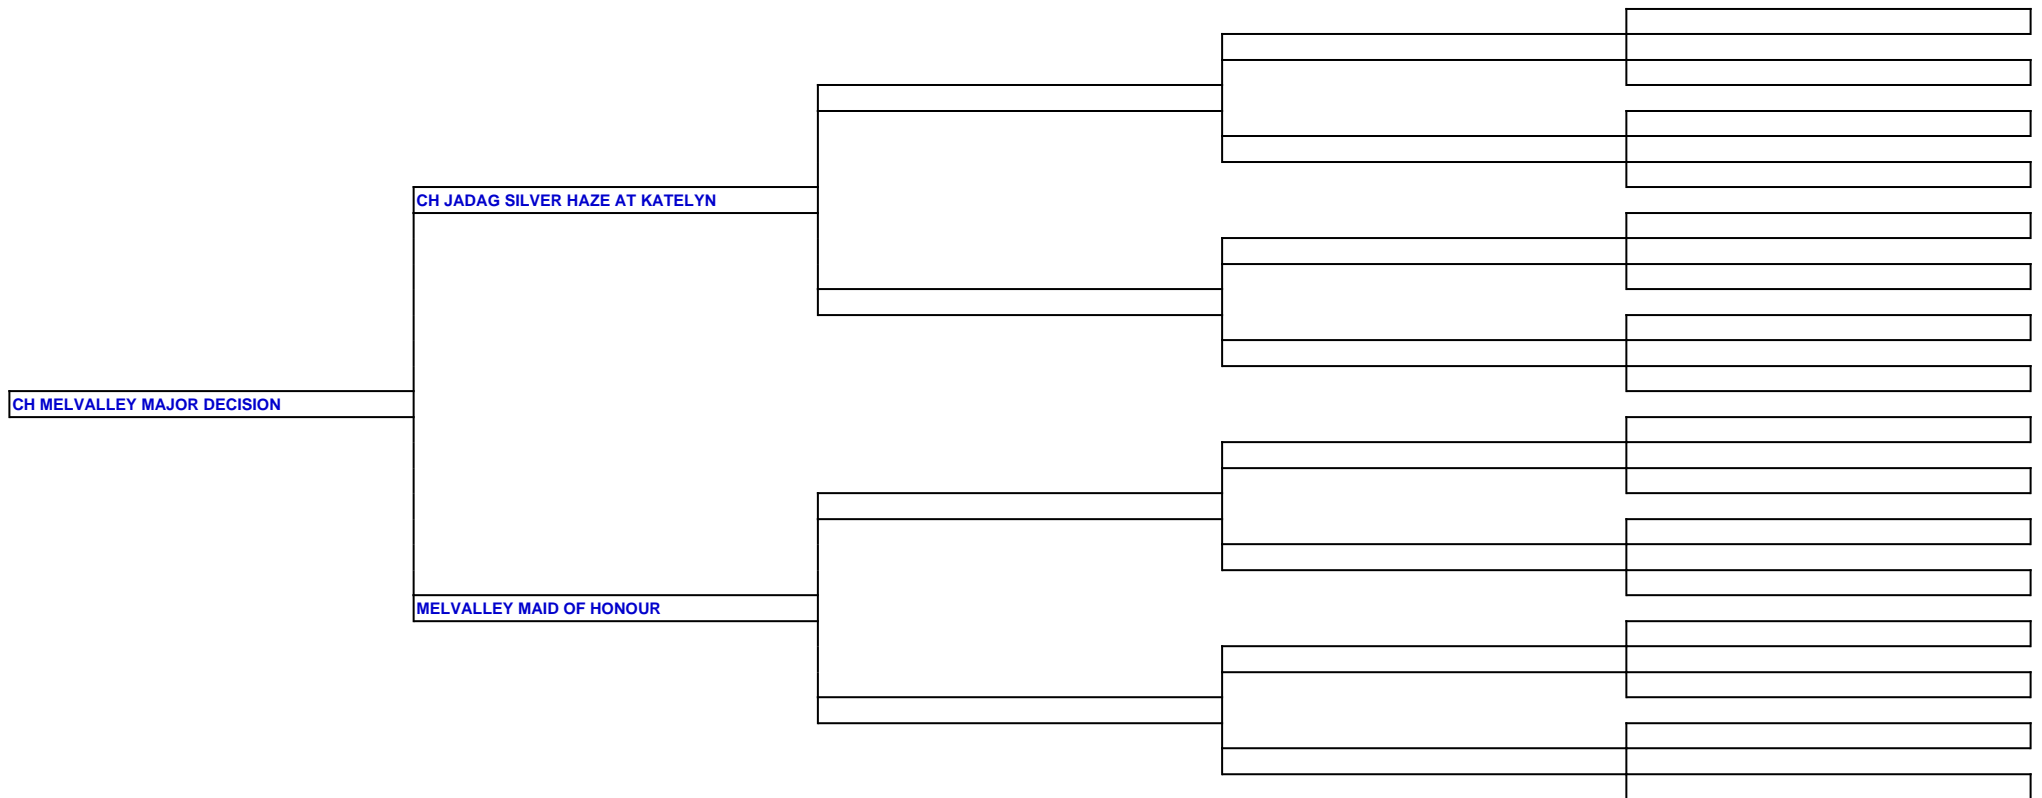 CH JADAG SILVER HAZE AT KATELYN
CH MELVALLEY MAJOR DECISION
MELVALLEY MAID OF HONOUR